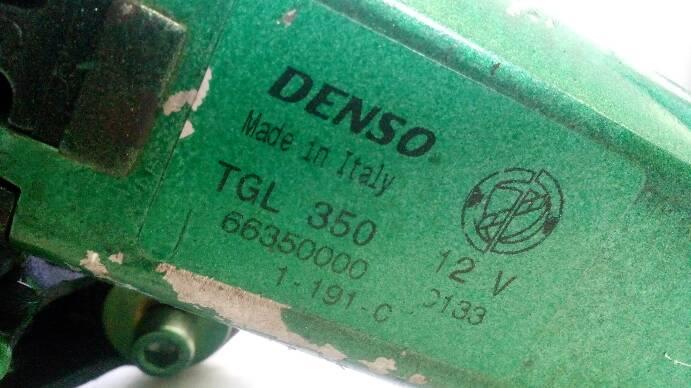 DENSO
Made in Italy
TGL 350 12 V
66350000
1-191-C 0133